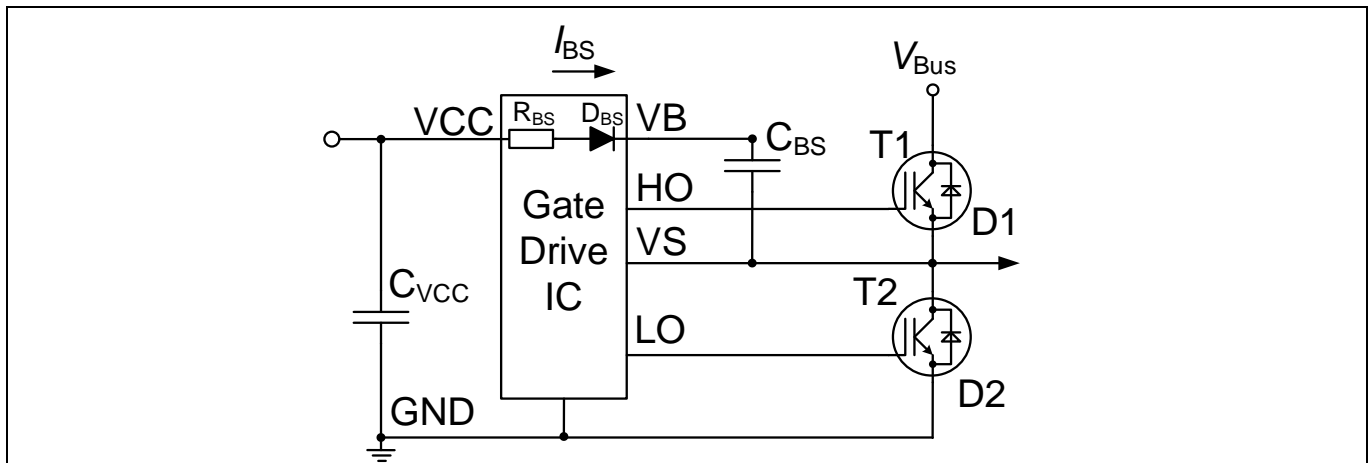 I_BS
V_Bus
VCC
R_BS
D_BS
VB
C_BS
T1
HO
D1
Gate
Drive
IC
VS
C_VCC
T2
LO
D2
GND